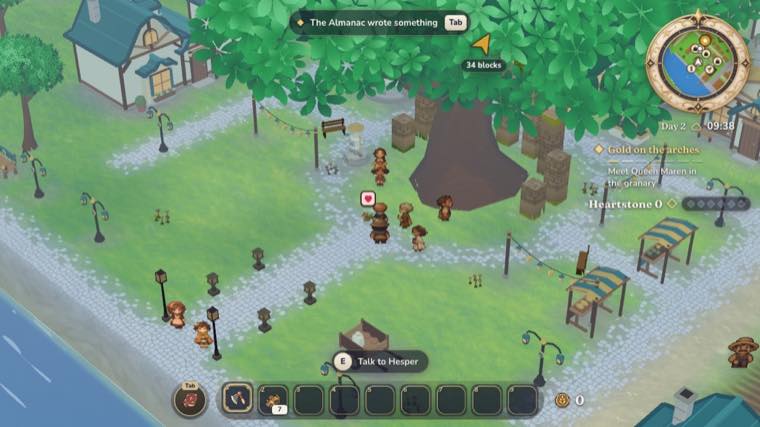 The Almanac wrote something Tab
34 blocks
Day 2 09:38
Gold on the arches
Meet Queen Maren in
the granary
Heartstone 0
E Talk to Hesper
Tab
7
0